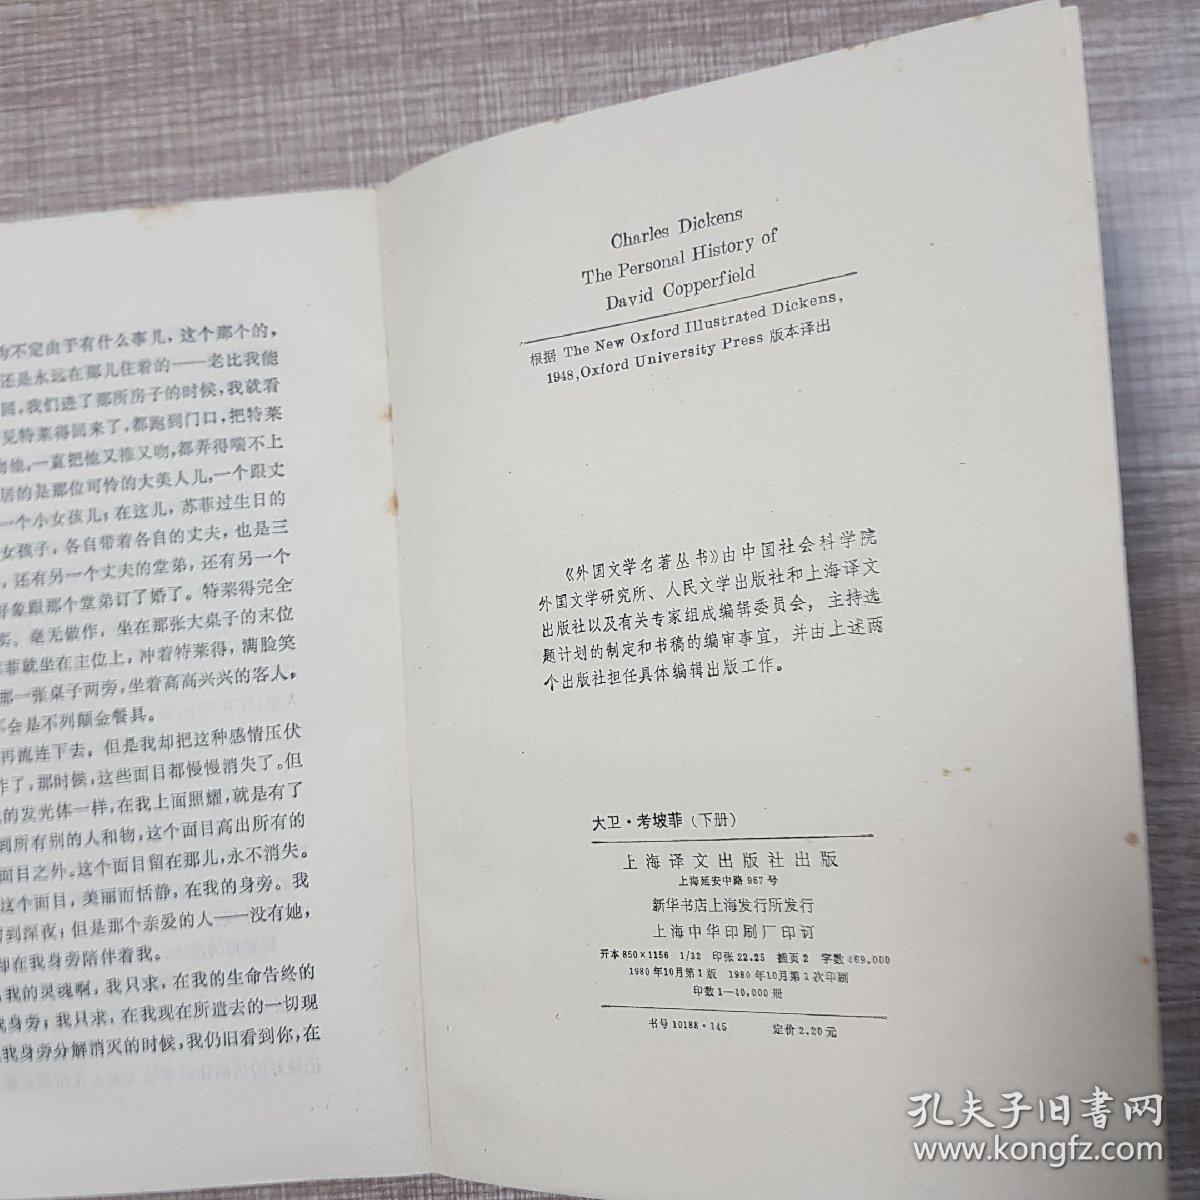 为不定由于有什么事儿，这个那个的，
还是永远在那儿住着的——老比我能
回，我们进了那所房子的时候，我就看
见特莱得回来了，都跑到门口，把特莱
吻他，一直把他又推又吻，都弄得喘不上
居的是那位可怜的大美人儿，一个跟丈
一个小女孩儿；在这儿，苏菲过生日的
女孩子，各自带着各自的丈夫，也是三
，还有另一个丈夫的堂弟，还有另一个
好象跟那个堂弟订了婚了。特莱得完全
实、毫无做作，坐在那张大桌子的末位
菲就坐在主位上，冲着特莱得，满脸笑
那一张桌子两旁，坐着高高兴兴的客人，
会是不列颠金餐具。
再流连下去，但是我却把这种感情压伏
作了，那时候，这些面目都慢慢消失了。但
的发光体一样，在我上面照耀，就是有了
到所有别的人和物，这个面目高出所有的
面目之外。这个面目留在那儿，永不消失。
这个面目，美丽而恬静，在我的身旁。我
到深夜；但是那个亲爱的人——没有她，
却在我身旁陪伴着我。
我的灵魂啊，我只求，在我的生命告终的
我身旁；我只求，在我现在所遣去的一切现
我身旁分解消灭的时候，我仍旧看到你，在
Charles Dickens
The Personal History of
David Copperfield
根据 The New Oxford Illustrated Dickens,
1948, Oxford University Press 版本译出
《外国文学名著丛书》由中国社会科学院
外国文学研究所、人民文学出版社和上海译文
出版社以及有关专家组成编辑委员会，主持选
题计划的制定和书稿的编审事宜，并由上述两
个出版社担任具体编辑出版工作。
大卫·考坡菲（下册）
上海译文出版社出版
上海延安中路 967 号
新华书店上海发行所发行
上海中华印刷厂印订
开本 850×1156 1/32 印张 22.25 插页 2 字数 469,000
1980年10月第1版 1980年10月第1次印刷
印数 1—40,000 册
书号 10188·145 定价 2.20 元
孔夫子旧书网
www.kongfz.com